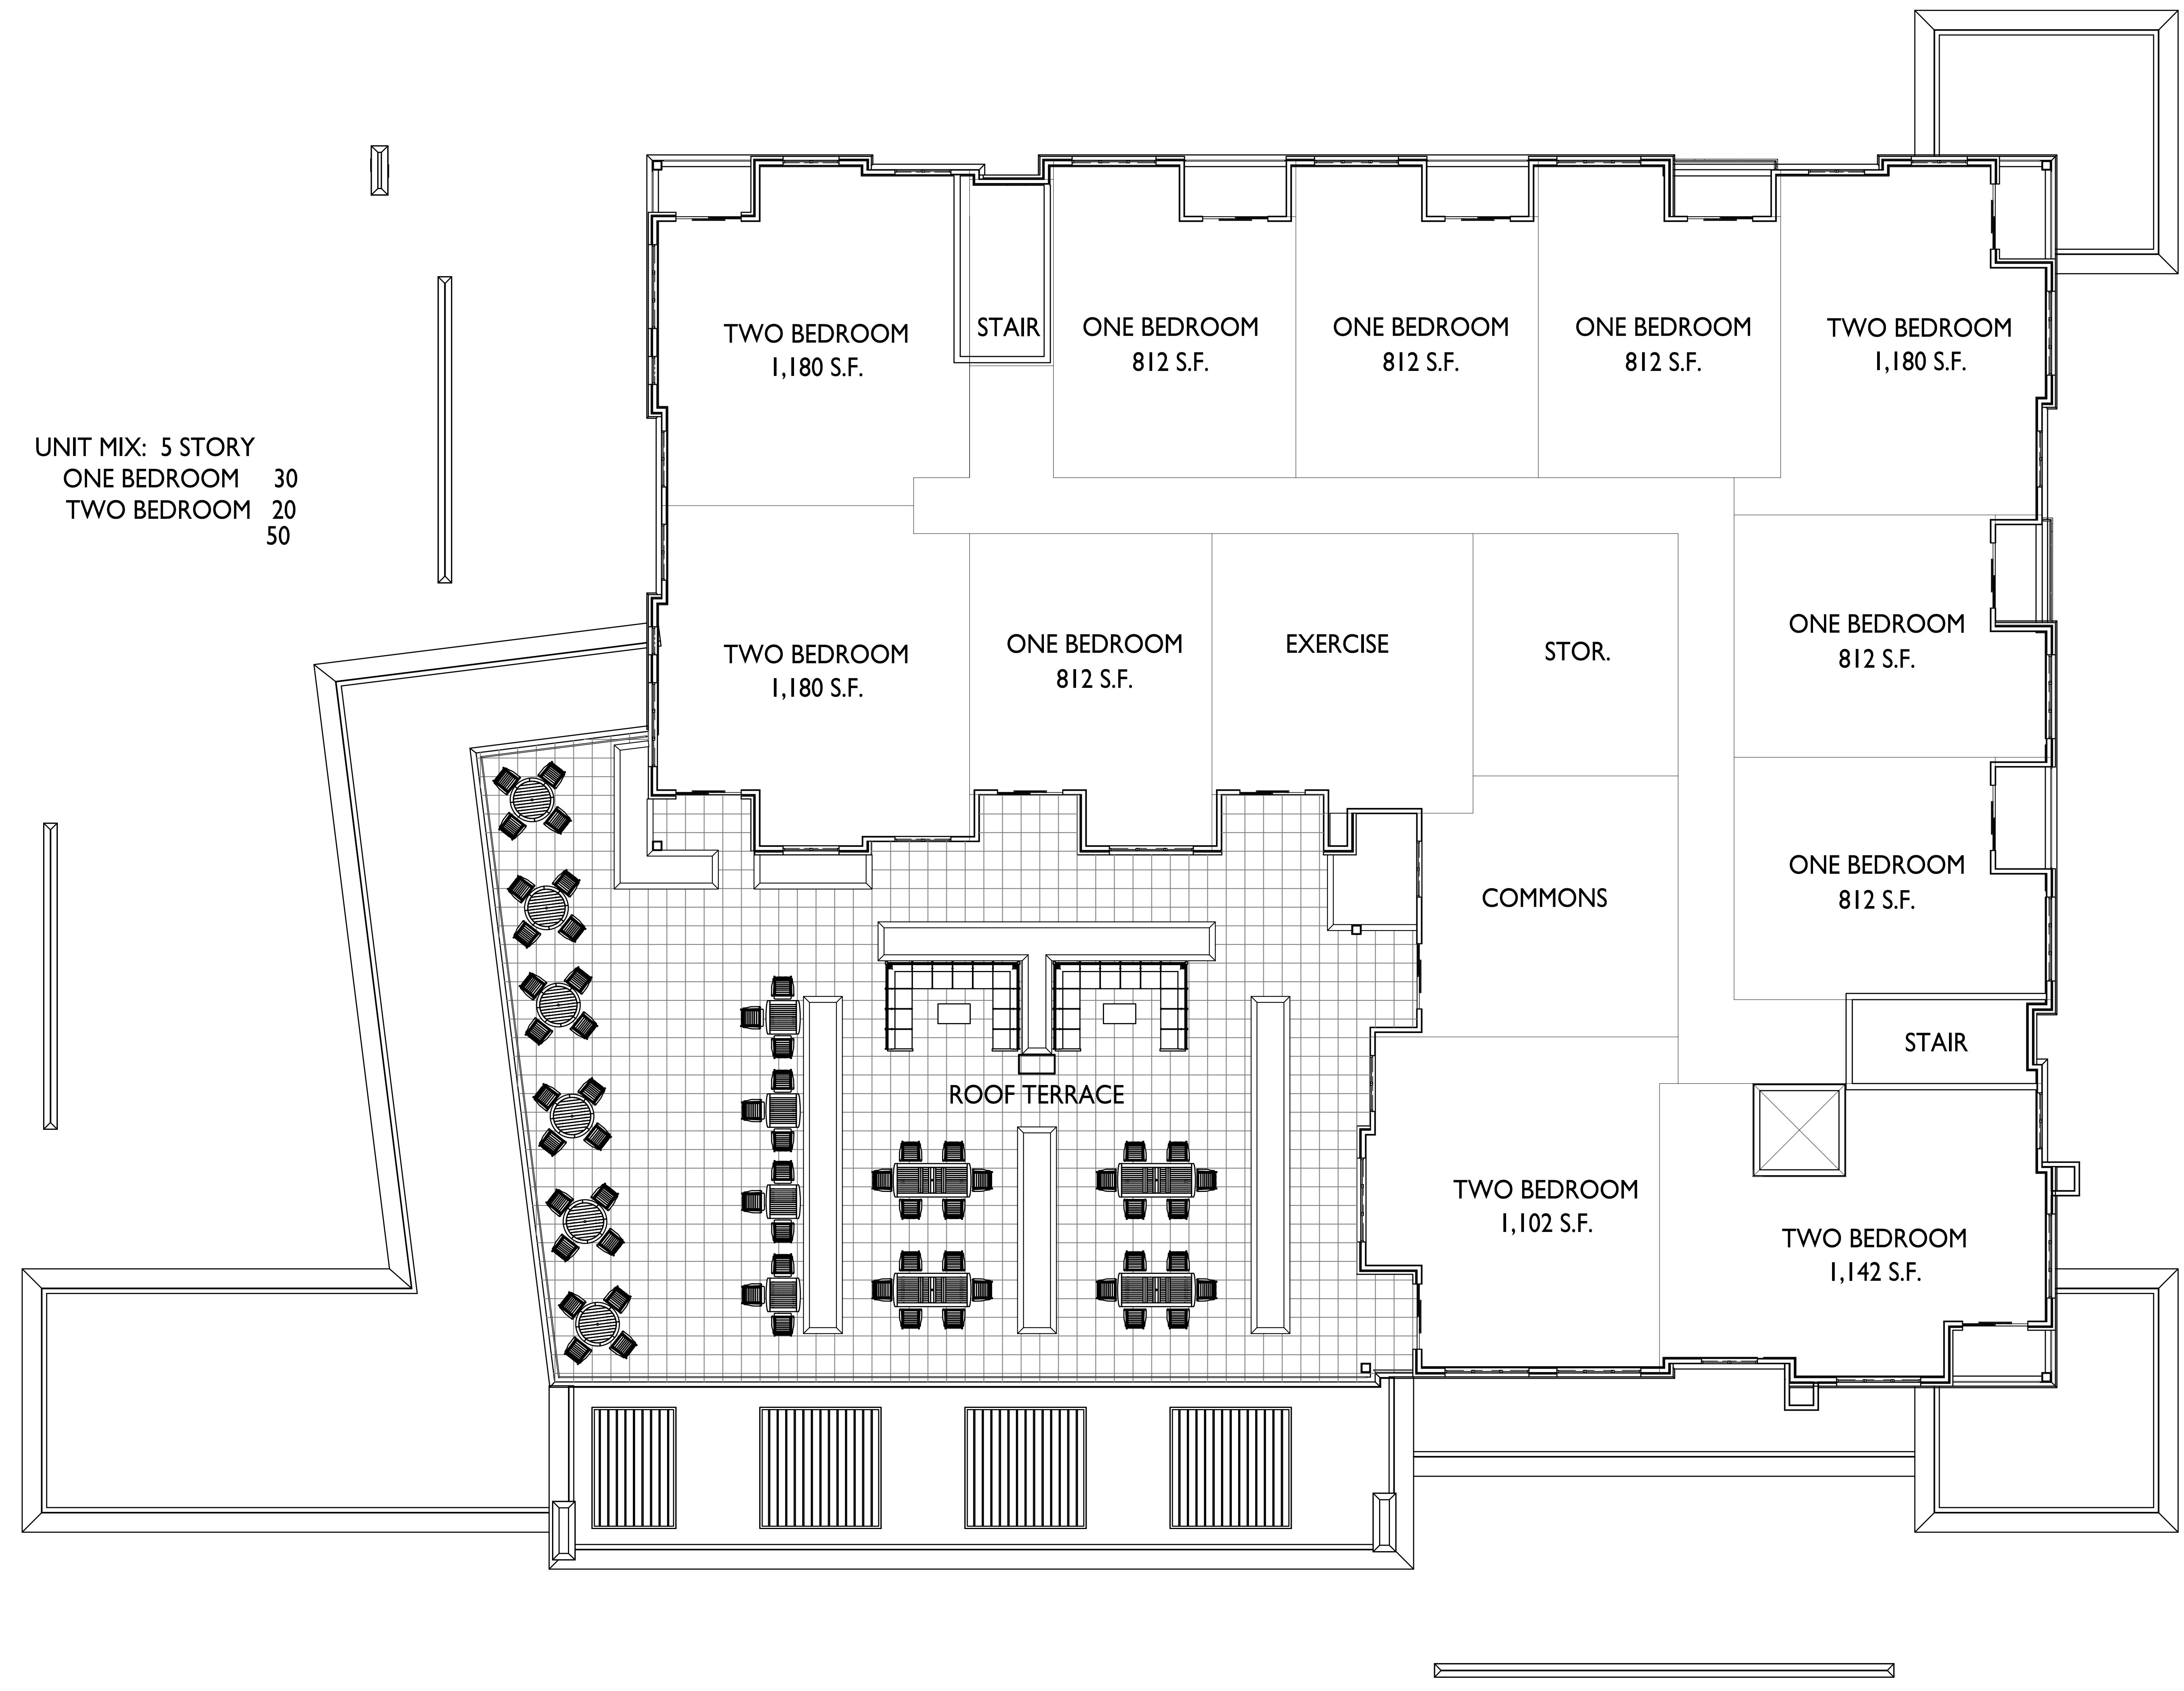 UNIT MIX: 5 STORY
ONE BEDROOM 30
TWO BEDROOM 20
50
TWO BEDROOM
1,180 S.F.
STAIR
ONE BEDROOM
812 S.F.
ONE BEDROOM
812 S.F.
ONE BEDROOM
812 S.F.
TWO BEDROOM
1,180 S.F.
TWO BEDROOM
1,180 S.F.
ONE BEDROOM
812 S.F.
EXERCISE
STOR.
ONE BEDROOM
812 S.F.
COMMONS
ONE BEDROOM
812 S.F.
STAIR
ROOF TERRACE
TWO BEDROOM
1,102 S.F.
TWO BEDROOM
1,142 S.F.